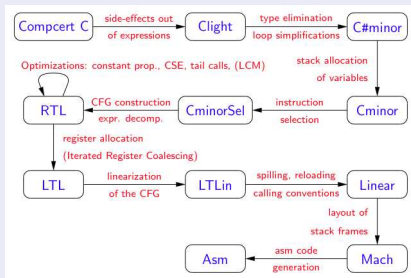 Compcert C
side-effects out
of expressions
Clight
type elimination
loop simplifications
C#minor
Optimizations: constant prop., CSE, tail calls, (LCM)
stack allocation
of variables
RTL
CFG construction
expr. decomp.
CminorSel
instruction
selection
Cminor
register allocation
(Iterated Register Coalescing)
LTL
linearization
of the CFG
LTLin
spilling, reloading
calling conventions
Linear
layout of
stack frames
Asm
asm code
generation
Mach